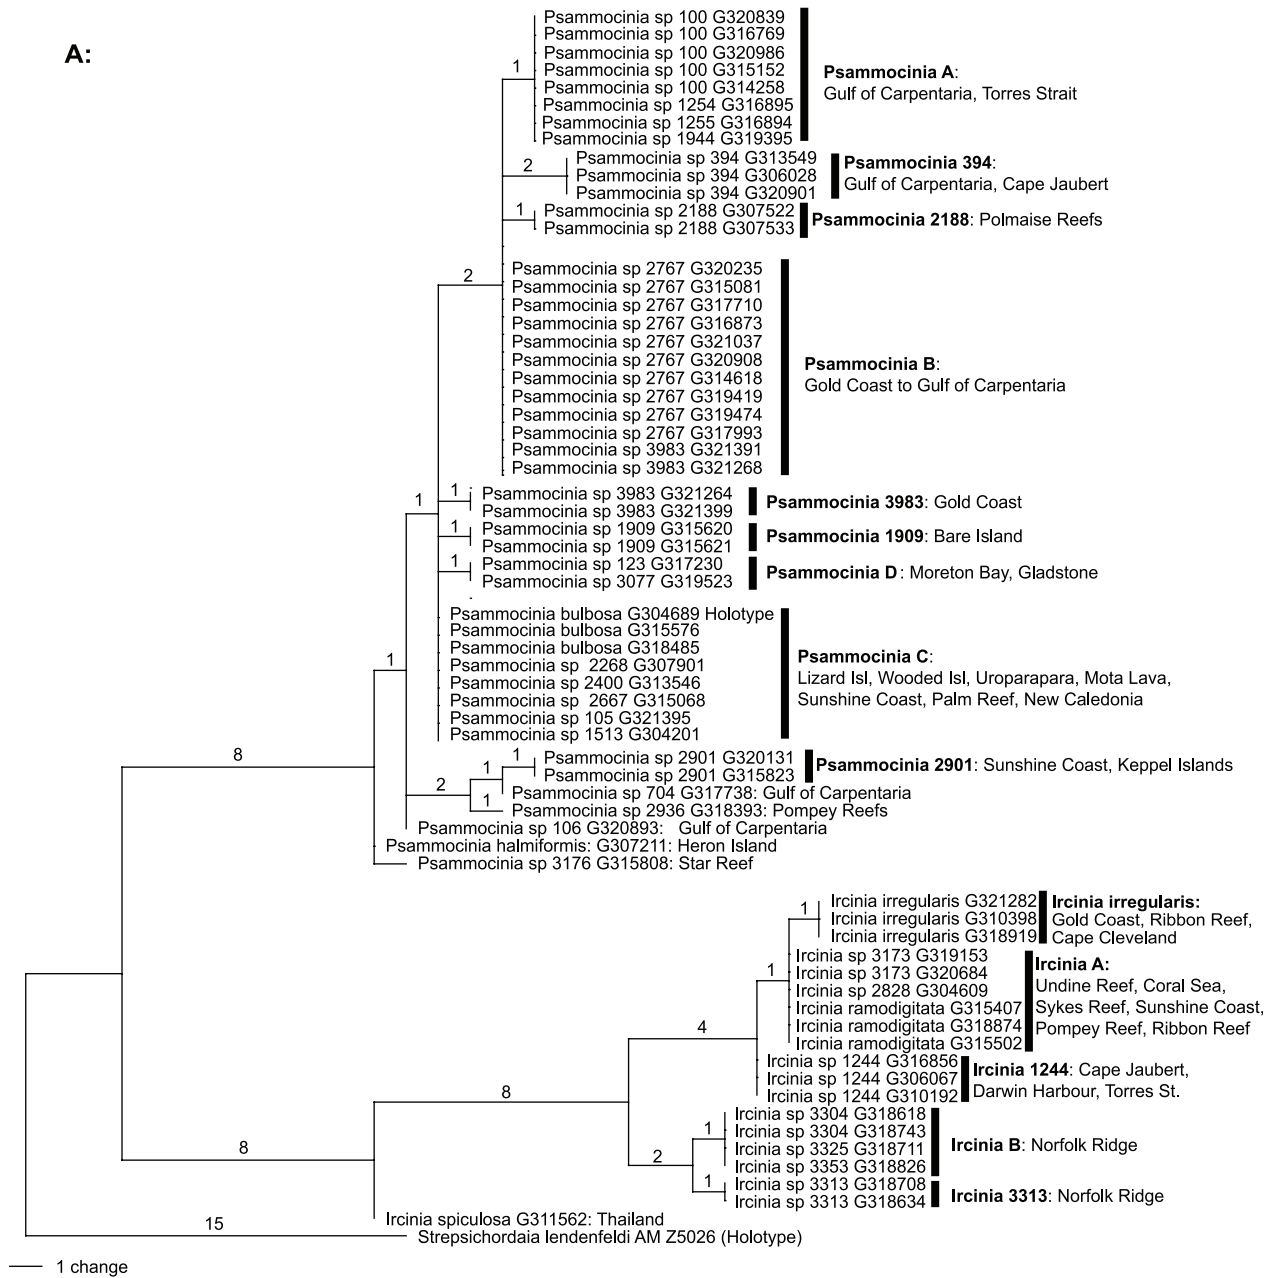 A:
Psammocinia sp 100 G320839
Psammocinia sp 100 G316769
Psammocinia sp 100 G320986
Psammocinia sp 100 G315152
Psammocinia sp 100 G314258
Psammocinia sp 1254 G316895
Psammocinia sp 1255 G316894
Psammocinia sp 1944 G319395
1
Psammocinia A:
Gulf of Carpentaria, Torres Strait
Psammocinia sp 394 G313549
Psammocinia sp 394 G306028
Psammocinia sp 394 G320901
2
Psammocinia 394:
Gulf of Carpentaria, Cape Jaubert
Psammocinia sp 2188 G307522
Psammocinia sp 2188 G307533
1
Psammocinia 2188: Polmaise Reefs
2
Psammocinia sp 2767 G320235
Psammocinia sp 2767 G315081
Psammocinia sp 2767 G317710
Psammocinia sp 2767 G316873
Psammocinia sp 2767 G321037
Psammocinia sp 2767 G320908
Psammocinia sp 2767 G314618
Psammocinia sp 2767 G319419
Psammocinia sp 2767 G319474
Psammocinia sp 2767 G317993
Psammocinia sp 3983 G321391
Psammocinia sp 3983 G321268
Psammocinia B:
Gold Coast to Gulf of Carpentaria
1
1
Psammocinia sp 3983 G321264
Psammocinia sp 3983 G321399
Psammocinia 3983: Gold Coast
1
Psammocinia sp 1909 G315620
Psammocinia sp 1909 G315621
Psammocinia 1909: Bare Island
1
Psammocinia sp 123 G317230
Psammocinia sp 3077 G319523
Psammocinia D: Moreton Bay, Gladstone
Psammocinia bulbosa G304689 Holotype
Psammocinia bulbosa G315576
Psammocinia bulbosa G318485
Psammocinia sp 2268 G307901
Psammocinia sp 2400 G313546
Psammocinia sp 2667 G315068
Psammocinia sp 105 G321395
Psammocinia sp 1513 G304201
Psammocinia C:
Lizard Isl, Wooded Isl, Uroparapara, Mota Lava,
Sunshine Coast, Palm Reef, New Caledonia
1
8
2
1
1
1
Psammocinia sp 2901 G320131
Psammocinia sp 2901 G315823
Psammocinia 2901: Sunshine Coast, Keppel Islands
Psammocinia sp 704 G317738: Gulf of Carpentaria
Psammocinia sp 2936 G318393: Pompey Reefs
Psammocinia sp 106 G320893: Gulf of Carpentaria
Psammocinia halmiformis: G307211: Heron Island
Psammocinia sp 3176 G315808: Star Reef
1
Ircinia irregularis G321282
Ircinia irregularis G310398
Ircinia irregularis G318919
Ircinia irregularis:
Gold Coast, Ribbon Reef,
Cape Cleveland
1
Ircinia sp 3173 G319153
Ircinia sp 3173 G320684
Ircinia sp 2828 G304609
Ircinia ramodigitata G315407
Ircinia ramodigitata G318874
Ircinia ramodigitata G315502
Ircinia A:
Undine Reef, Coral Sea,
Sykes Reef, Sunshine Coast,
Pompey Reef, Ribbon Reef
4
Ircinia sp 1244 G316856
Ircinia sp 1244 G306067
Ircinia sp 1244 G310192
Ircinia 1244: Cape Jaubert,
Darwin Harbour, Torres St.
8
8
2
1
Ircinia sp 3304 G318618
Ircinia sp 3304 G318743
Ircinia sp 3325 G318711
Ircinia sp 3353 G318826
Ircinia B: Norfolk Ridge
1
Ircinia sp 3313 G318708
Ircinia sp 3313 G318634
Ircinia 3313: Norfolk Ridge
Ircinia spiculosa G311562: Thailand
15
Strepsichordaia lendenfeldi AM Z5026 (Holotype)
1 change